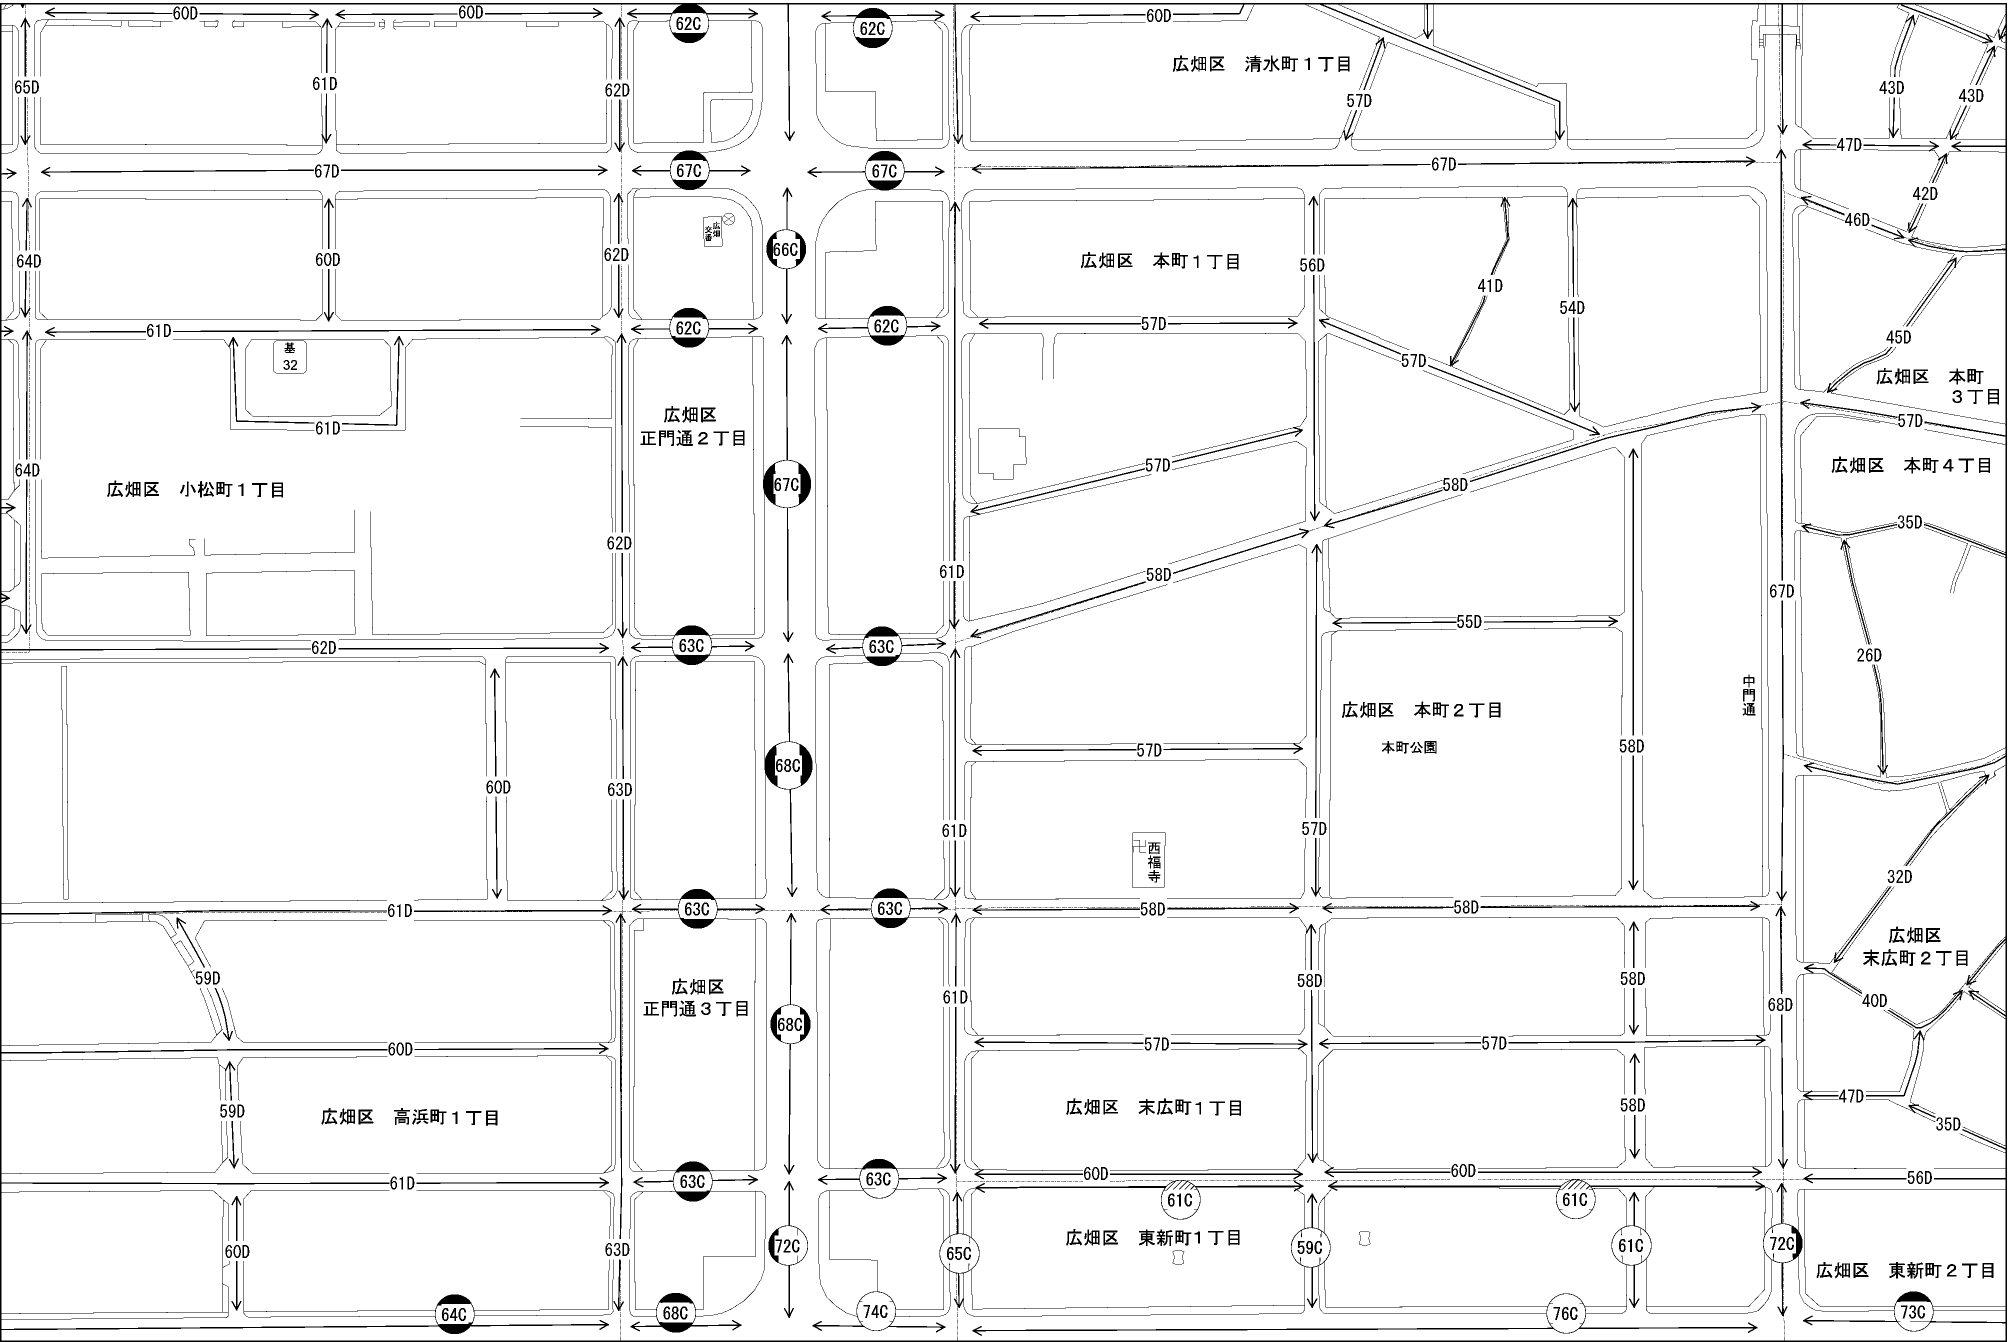 60D
60D
62C
62C
60D
広畑区　清水町１丁目
65D
61D
62D
57D
43D
43D
67D
67C
67C
67D
47D
42D
46D
64D
60D
62D
広畑
交番
66C
広畑区　本町１丁目
56D
41D
54D
61D
62C
62C
57D
45D
基
32
57D
広畑区　本町
３丁目
61D
広畑区
正門通２丁目
57D
64D
広畑区　小松町１丁目
67C
57D
58D
広畑区　本町４丁目
35D
62D
61D
58D
67D
55D
62D
63C
63C
26D
中門通
広畑区　本町２丁目
本町公園
60D
63D
68C
57D
58D
61D
57D
西福寺
32D
61D
63C
63C
58D
58D
広畑区
末広町２丁目
59D
広畑区
正門通３丁目
68C
61D
58D
58D
68D
40D
60D
57D
57D
59D
広畑区　高浜町１丁目
広畑区　末広町１丁目
58D
47D
35D
61D
63C
63C
60D
60D
56D
61C
61C
60D
63D
72C
65C
広畑区　東新町１丁目
59C
61C
72C
広畑区　東新町２丁目
64C
68C
74C
76C
73C